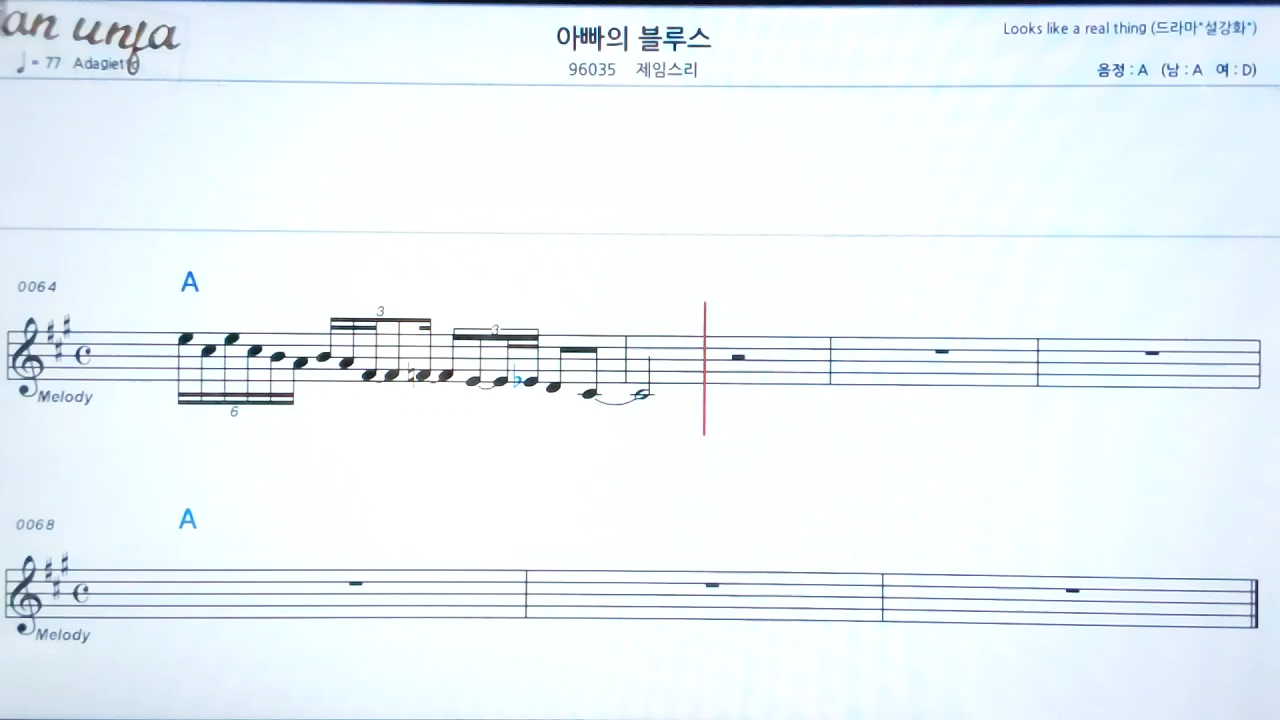 an unfa
아빠의 블루스
Looks like a real thing (드라마"설강화")
♩= 77 Adagietto
96035 제임스리
음정 : A (남 : A 여 : D)
0064
A
3
3
Melody
6
0068
A
Melody